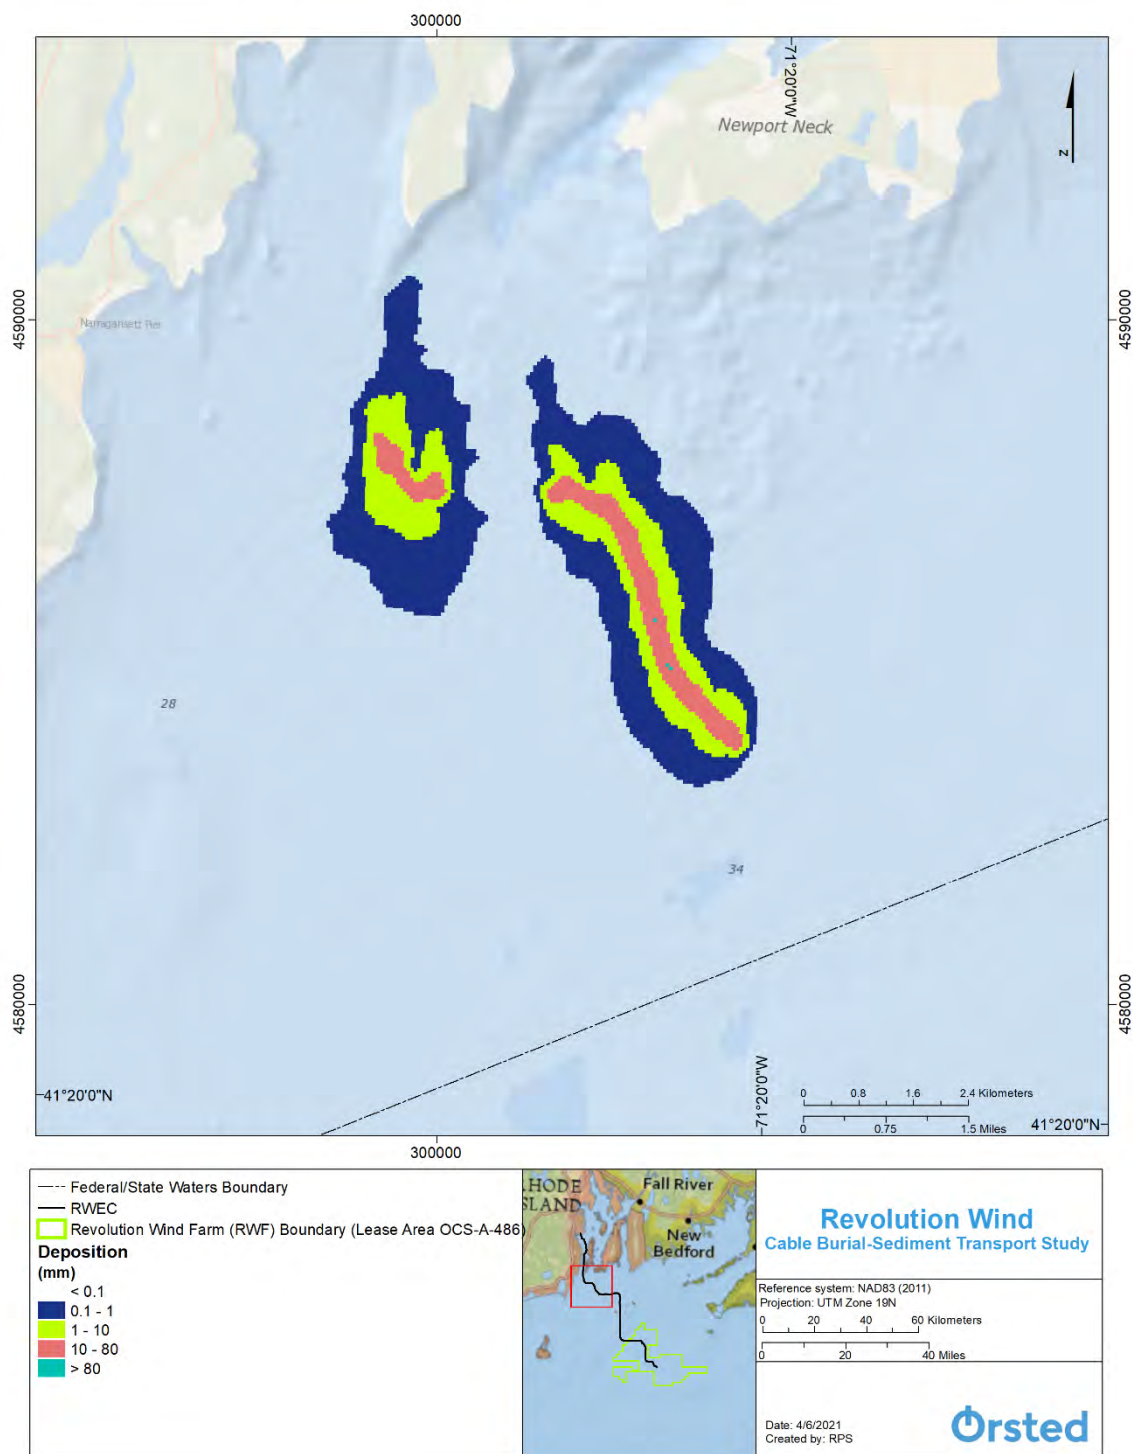 300000
71°20'0"W
Newport Neck
N
4590000
4590000
Narragansett Pier
28
34
4580000
4580000
71°20'0"W
0 0.8 1.6 2.4 Kilometers
41°20'0"N
0 0.75 1.5 Miles
41°20'0"N
300000
Federal/State Waters Boundary
RWEC
Revolution Wind Farm (RWF) Boundary (Lease Area OCS-A-486)
Deposition
(mm)
< 0.1
0.1 - 1
1 - 10
10 - 80
> 80
RHODE
ISLAND
Fall River
New
Bedford
Revolution Wind
Cable Burial-Sediment Transport Study
Reference system: NAD83 (2011)
Projection: UTM Zone 19N
0 20 40 60 Kilometers
0 20 40 Miles
Date: 4/6/2021
Created by: RPS
Ørsted